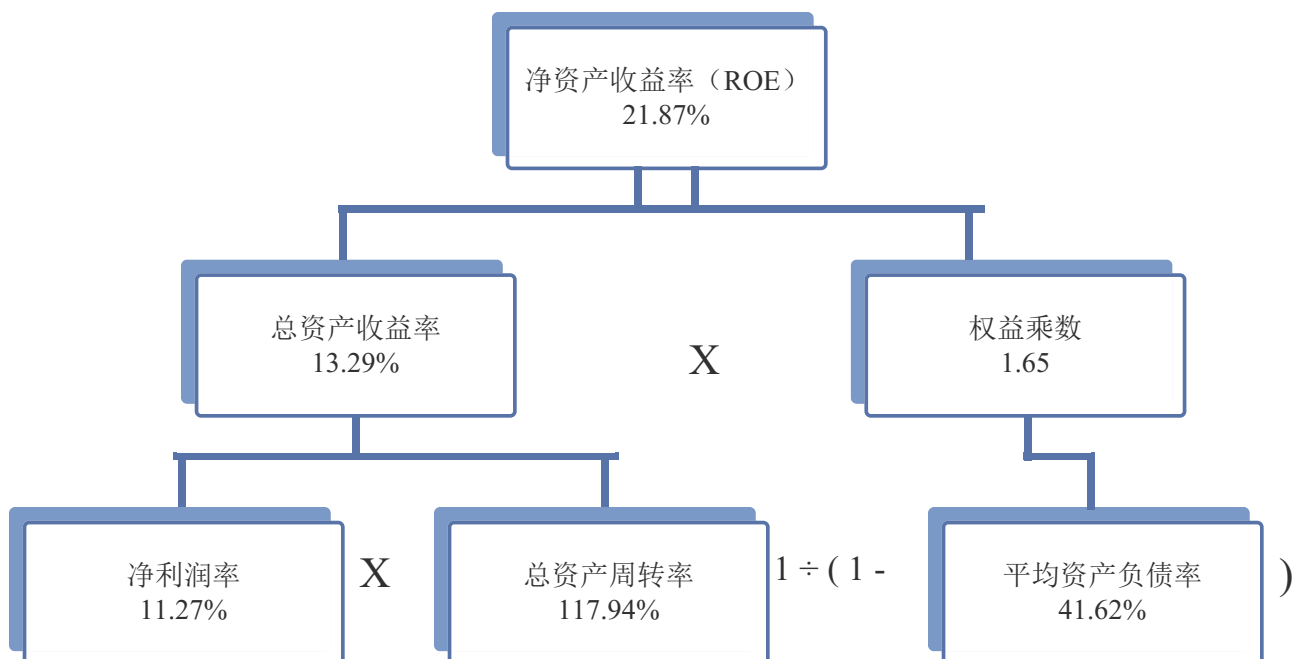 净资产收益率（ROE）
21.87%
总资产收益率
13.29%
X
权益乘数
1.65
净利润率
11.27%
X
总资产周转率
117.94%
1 ÷ ( 1 -
平均资产负债率
41.62%
)